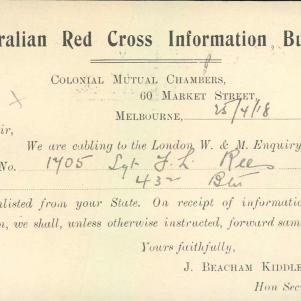 ralian Red Cross Information Bu
Colonial Mutual Chambers,
60 Market Street,
Melbourne, 25/4/18
ir,
We are cabling to the London W. & M. Enquiry
No. 1705 Sgt F. L. Rees
43rd Btn
nlisted from your State. On receipt of informatio
n, we shall, unless otherwise instructed, forward sam
Yours faithfully,
J. Beacham Kiddle
Hon Sec